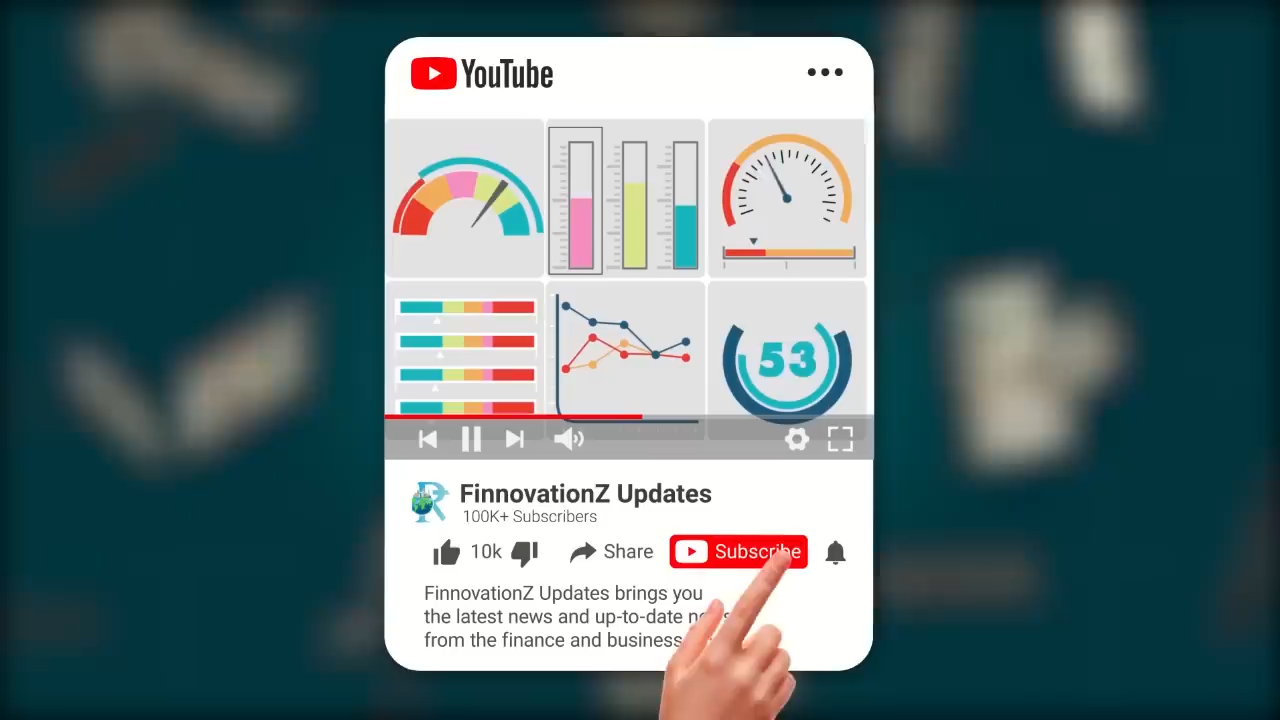 YouTube
53
FinnovationZ Updates
100K+ Subscribers
10k
Share
Subscribe
FinnovationZ Updates brings you
the latest news and up-to-date
from the finance and business